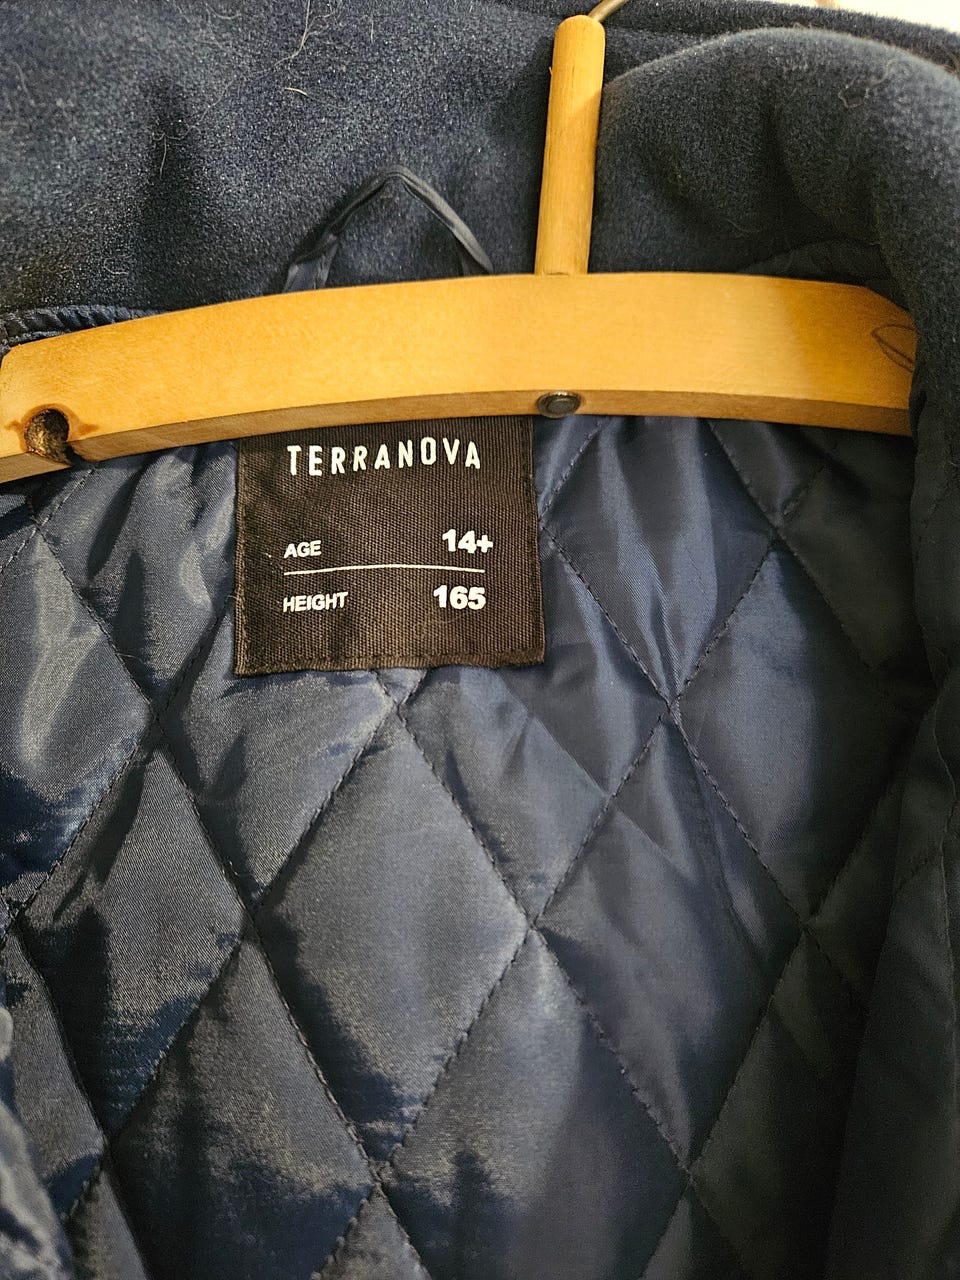 TERRANOVA
AGE 14+
HEIGHT 165